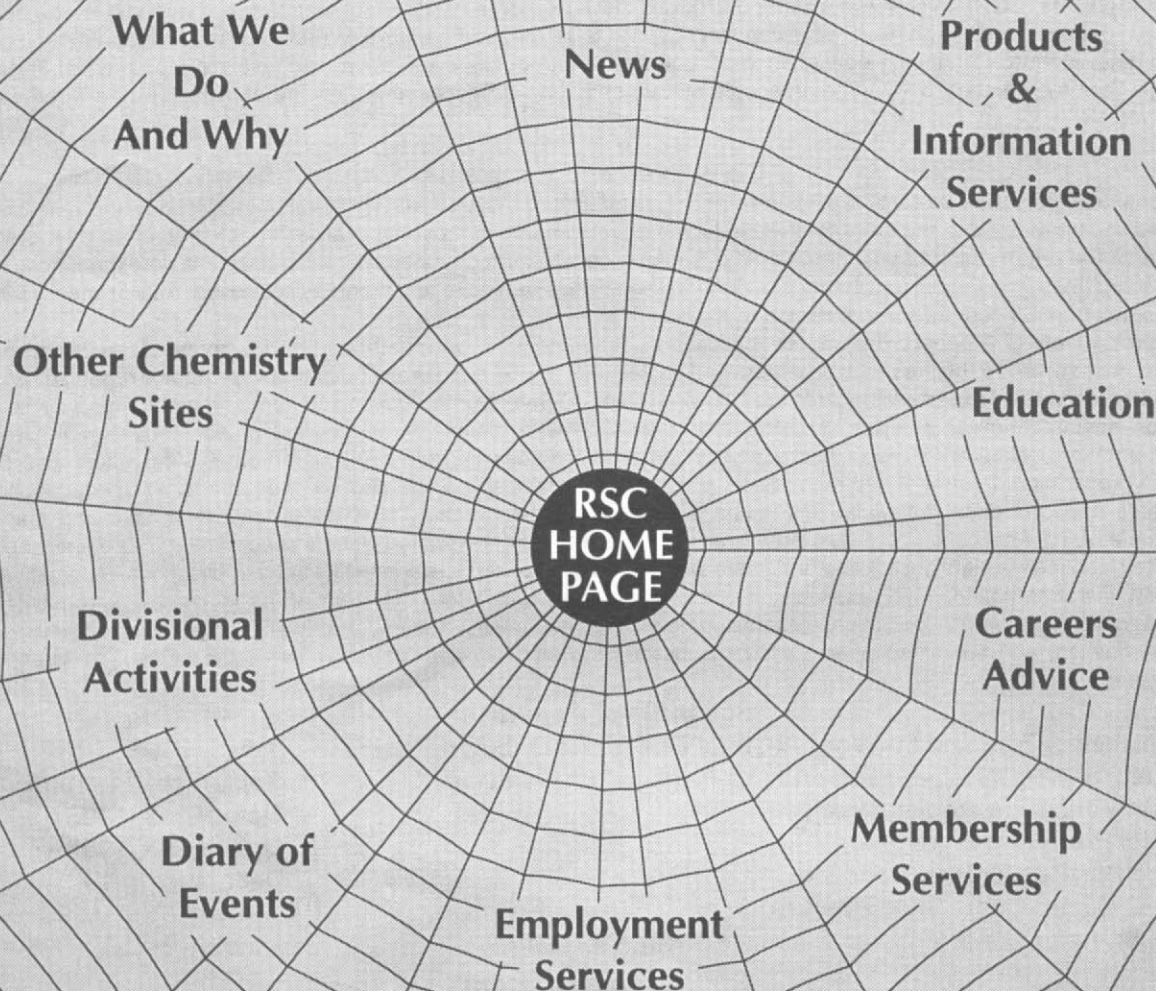 What We
Do
And Why
News
Products
&
Information
Services
Other Chemistry
Sites
Education
RSC
HOME
PAGE
Divisional
Activities
Careers
Advice
Diary of
Events
Membership
Services
Employment
Services